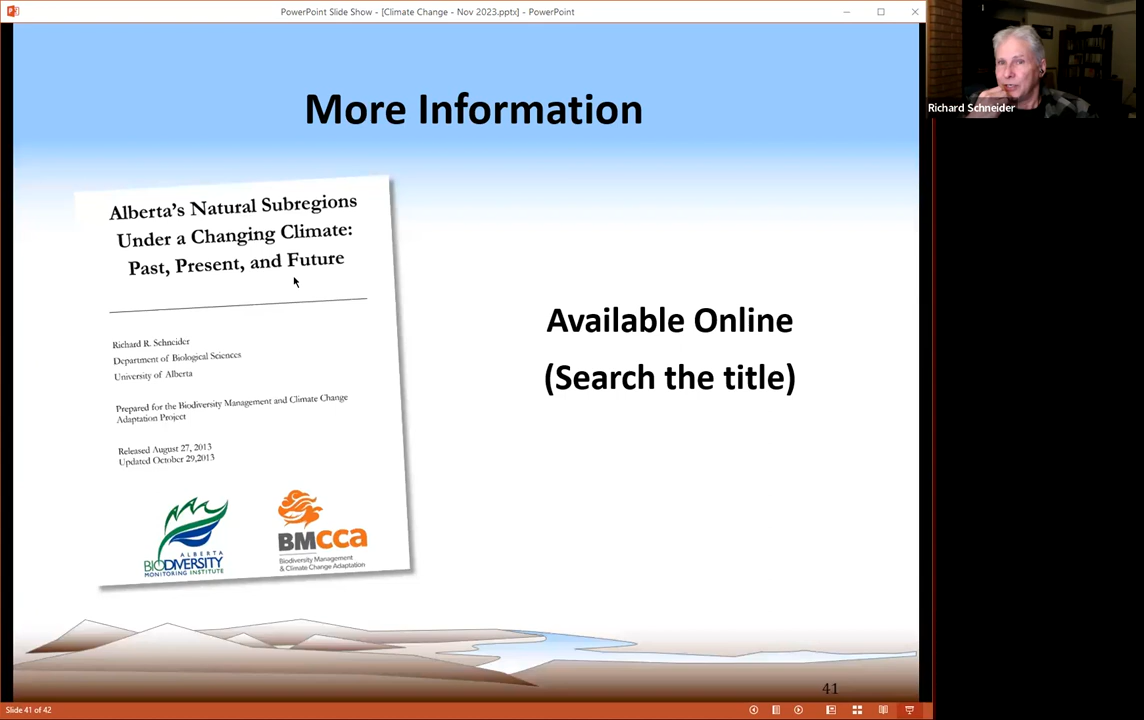 PowerPoint Slide Show - [Climate Change - Nov 2023.pptx] - PowerPoint
Richard Schneider
More Information
Alberta's Natural Subregions
Under a Changing Climate:
Past, Present, and Future
Richard R. Schneider
Department of Biological Sciences
University of Alberta
Prepared for the Biodiversity Management and Climate Change
Adaptation Project
Released August 27, 2013
Updated October 29,2013
ALBERTA
BIODIVERSITY
MONITORING INSTITUTE
BMCCA
Biodiversity Management
& Climate Change Adaptation
Available Online
(Search the title)
41
Slide 41 of 42